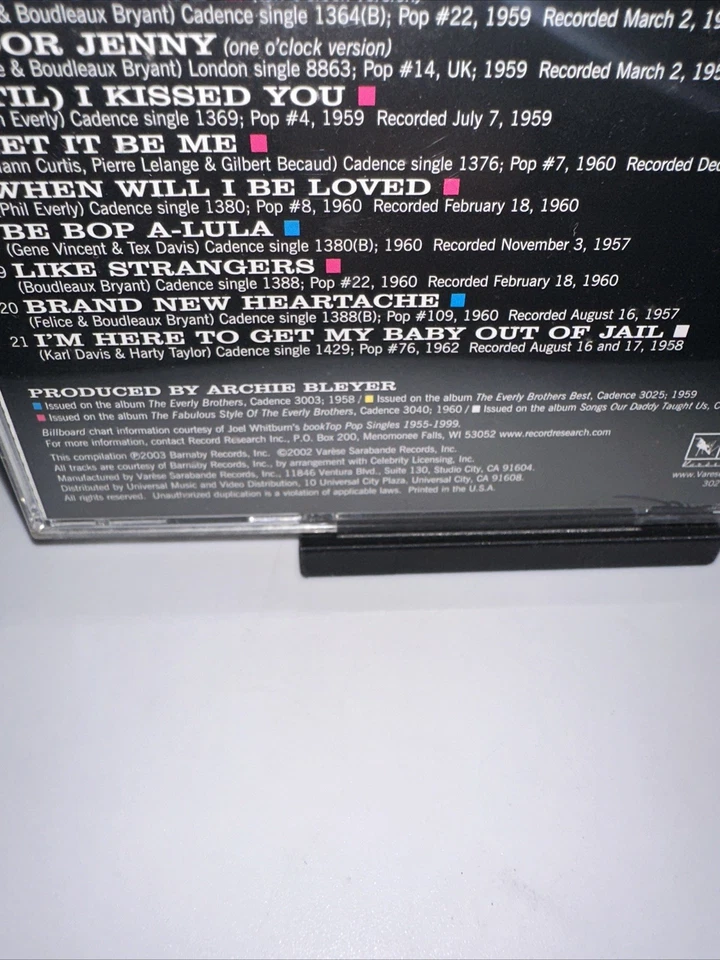 & Boudleaux Bryant) Cadence single 1364(B); Pop #22, 1959 Recorded March 2, 19
OR JENNY (one o'clock version)
e & Boudleaux Bryant) London single 8863; Pop #14, UK; 1959 Recorded March 2, 195
TIL) I KISSED YOU
n Everly) Cadence single 1369; Pop #4, 1959 Recorded July 7, 1959
ET IT BE ME
ann Curtis, Pierre Lelange & Gilbert Becaud) Cadence single 1376; Pop #7, 1960 Recorded Dec
WHEN WILL I BE LOVED
Phil Everly) Cadence single 1380; Pop #8, 1960 Recorded February 18, 1960
BE BOP A-LULA
(Gene Vincent & Tex Davis) Cadence single 1380(B); 1960 Recorded November 3, 1957
9 LIKE STRANGERS
(Boudleaux Bryant) Cadence single 1388; Pop #22, 1960 Recorded February 18, 1960
20 BRAND NEW HEARTACHE
(Felice & Boudleaux Bryant) Cadence single 1388(B); Pop #109, 1960 Recorded August 16, 1957
21 I'M HERE TO GET MY BABY OUT OF JAIL
(Karl Davis & Harty Taylor) Cadence single 1429; Pop #76, 1962 Recorded August 16 and 17, 1958
PRODUCED BY ARCHIE BLEYER
Issued on the album The Everly Brothers, Cadence 3003; 1958 / Issued on the album The Everly Brothers Best, Cadence 3025; 1959
Issued on the album The Fabulous Style Of The Everly Brothers, Cadence 3040; 1960 / Issued on the album Songs Our Daddy Taught Us, C
Billboard chart information courtesy of Joel Whitburn's bookTop Pop Singles 1955-1999.
For more information, contact Record Research Inc., P.O. Box 200, Menomonee Falls, WI 53052 www.recordresearch.com
This compilation ℗2003 Barnaby Records, Inc. ©2002 Varèse Sarabande Records, Inc.
All tracks are courtesy of Barnaby Records, Inc., by arrangement with Celebrity Licensing, Inc.
Manufactured by Varèse Sarabande Records, Inc., 11846 Ventura Blvd., Suite 130, Studio City, CA 91604.
Distributed by Universal Music and Video Distribution, 10 Universal City Plaza, Universal City, CA 91608.
All rights reserved. Unauthorized duplication is a violation of applicable laws. Printed in the U.S.A.
www.Vares
302